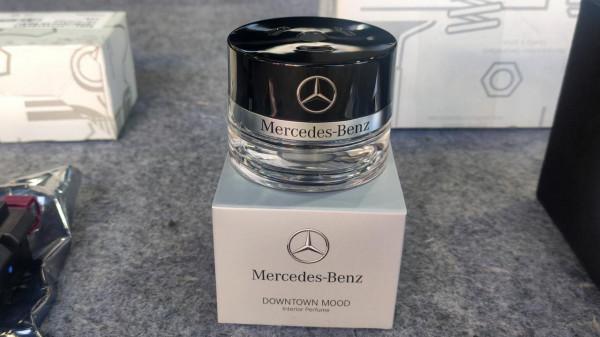 Mercedes-Benz
Mercedes-Benz
DOWNTOWN MOOD
Interior Perfume